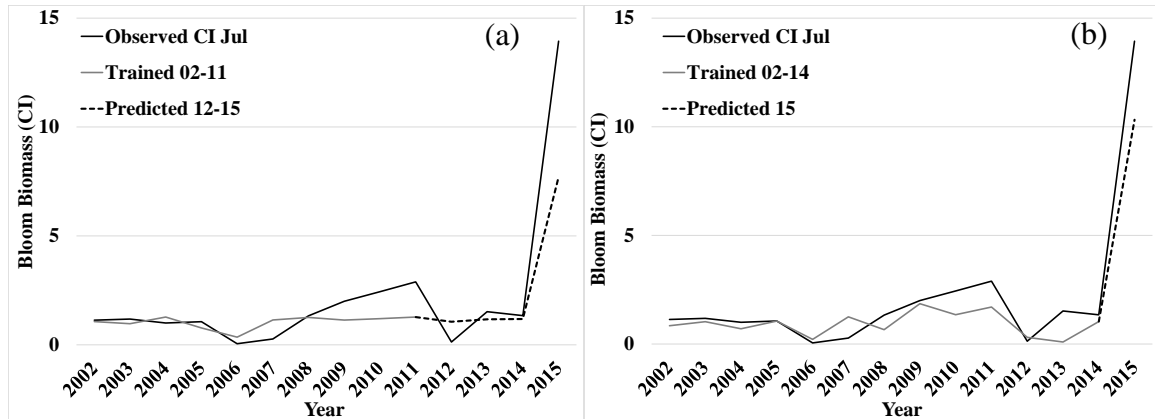 (a)
Observed CI Jul
Trained 02-11
Predicted 12-15
Bloom Biomass (CI)
15
10
5
0
2002 2003 2004 2005 2006 2007 2008 2009 2010 2011 2012 2013 2014 2015
Year
(b)
Observed CI Jul
Trained 02-14
Predicted 15
Bloom Biomass (CI)
15
10
5
0
2002 2003 2004 2005 2006 2007 2008 2009 2010 2011 2012 2013 2014 2015
Year